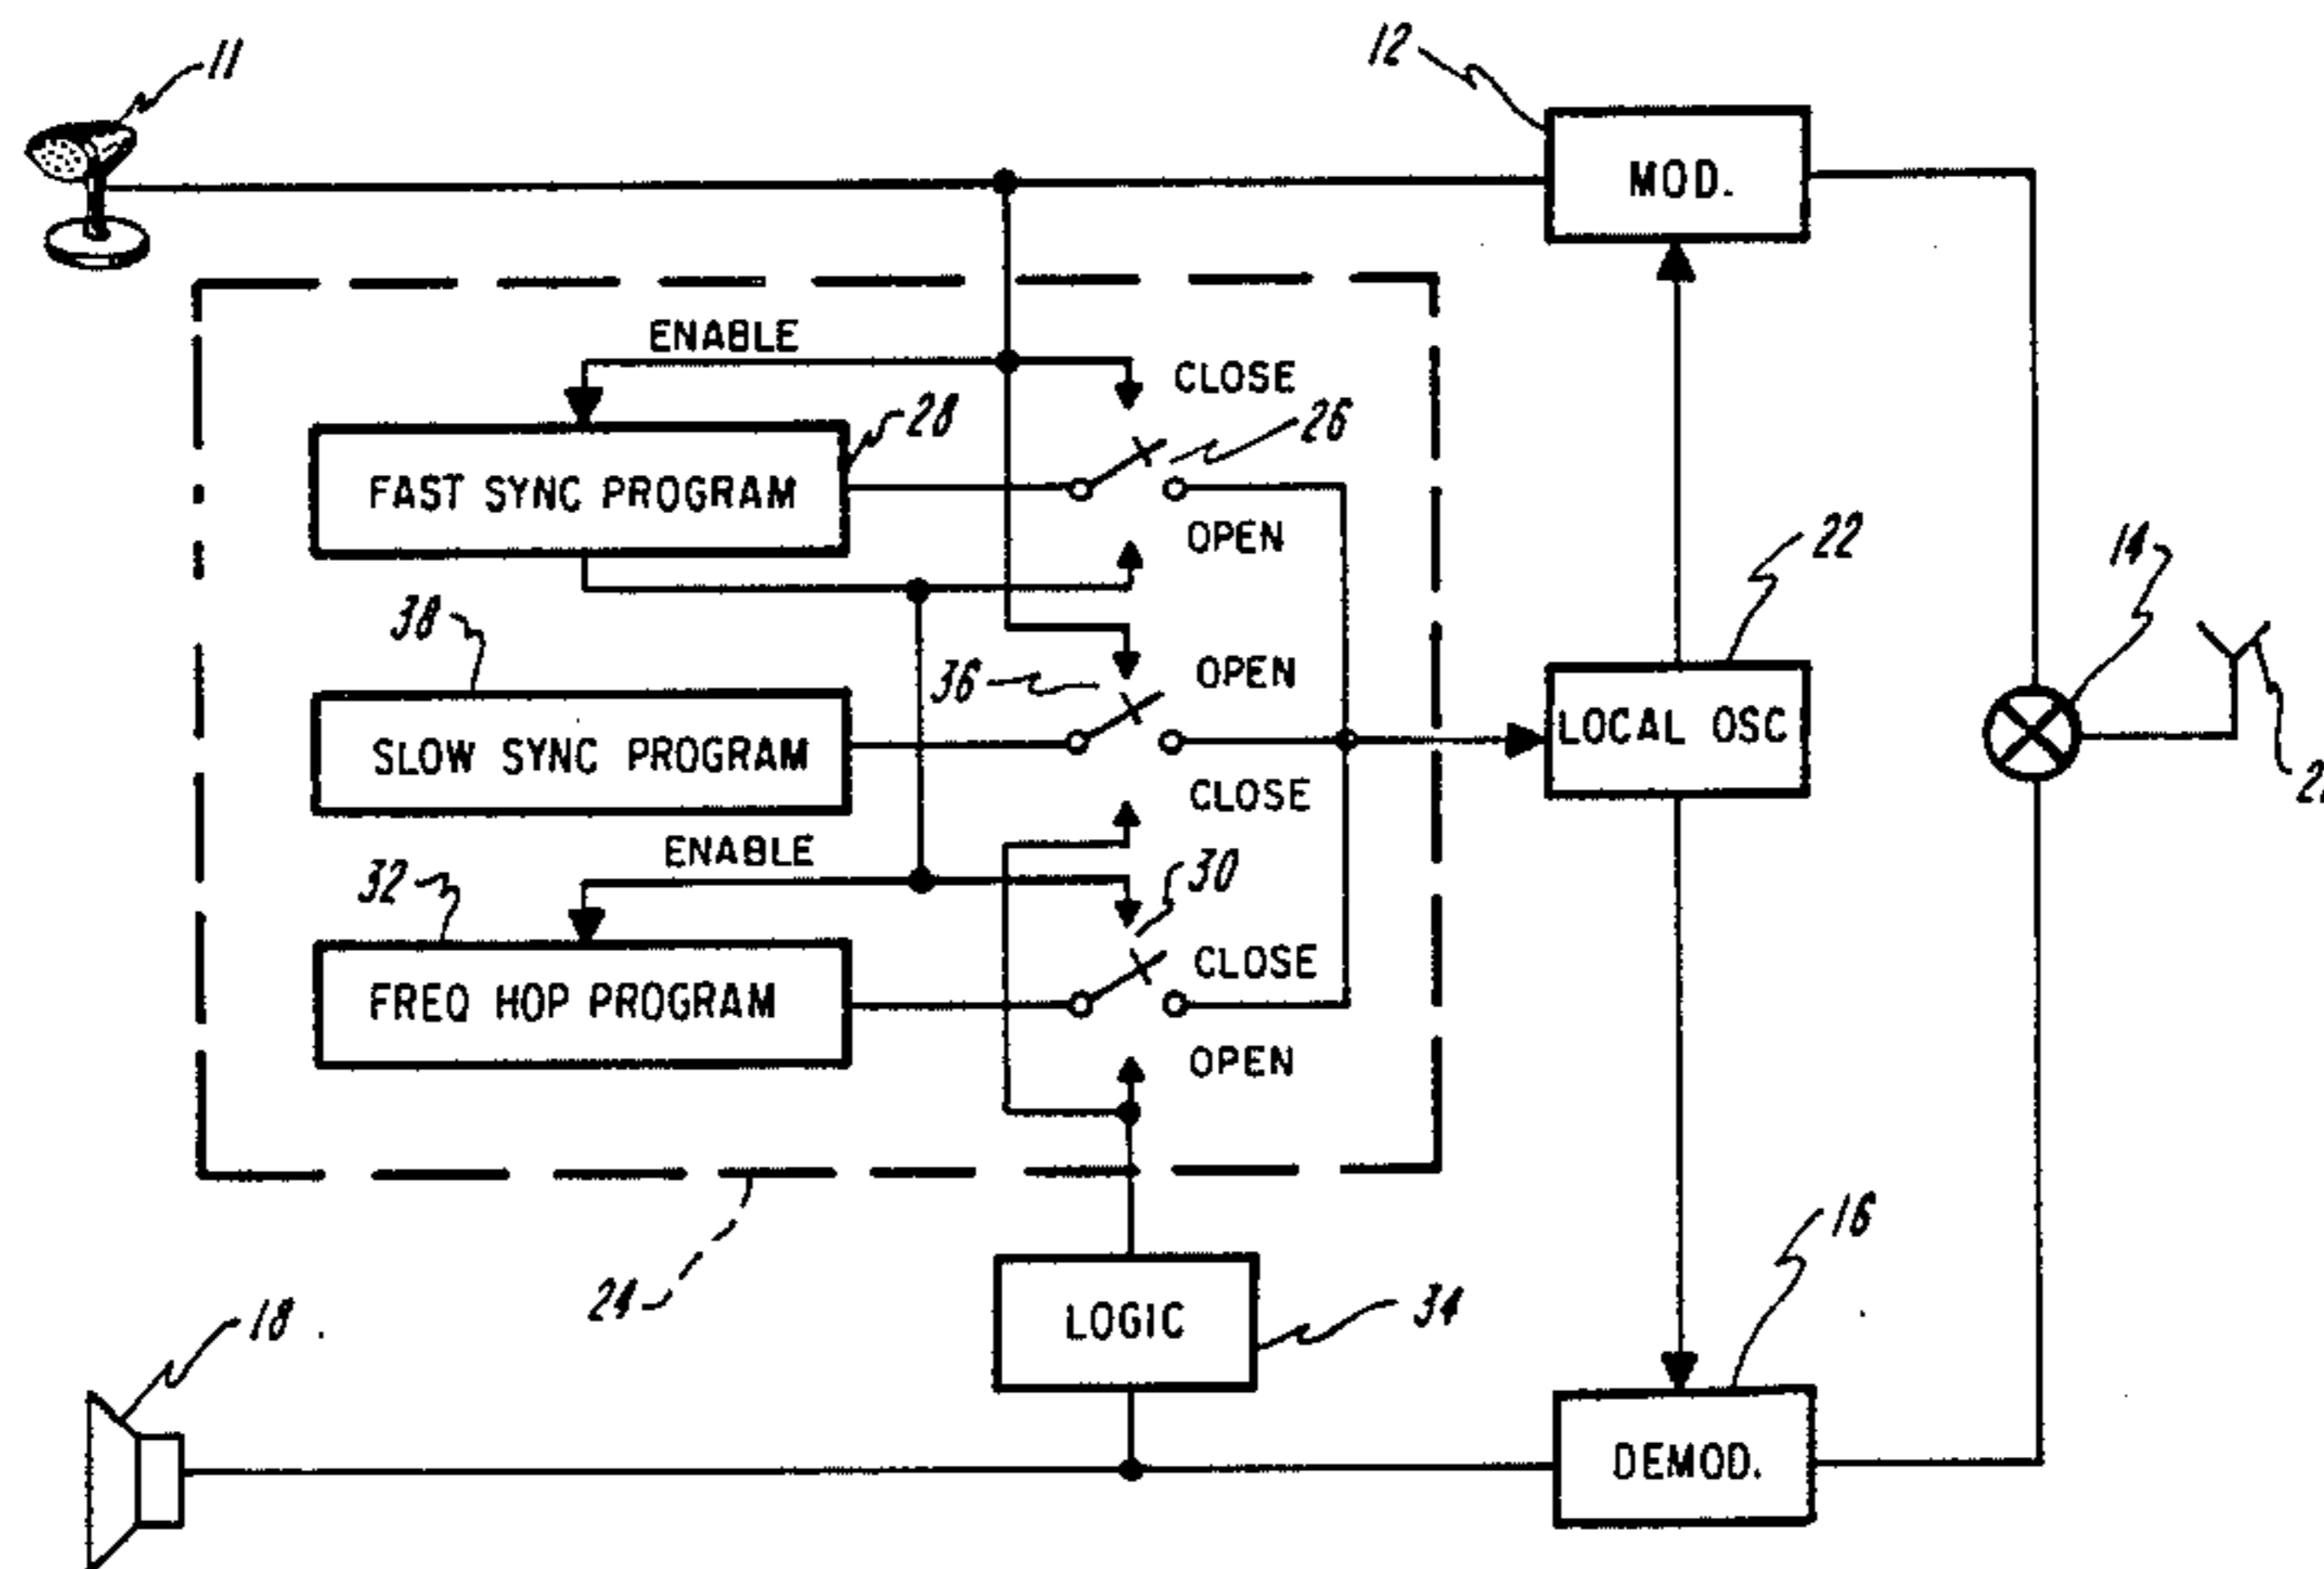 11
12
MOD.
ENABLE
CLOSE
28
26
FAST SYNC PROGRAM
OPEN
22
14
38
36
OPEN
SLOW SYNC PROGRAM
LOCAL OSC
CLOSE
ENABLE
32
30
CLOSE
FREQ HOP PROGRAM
OPEN
16
24
LOGIC
34
18
DEMOD.